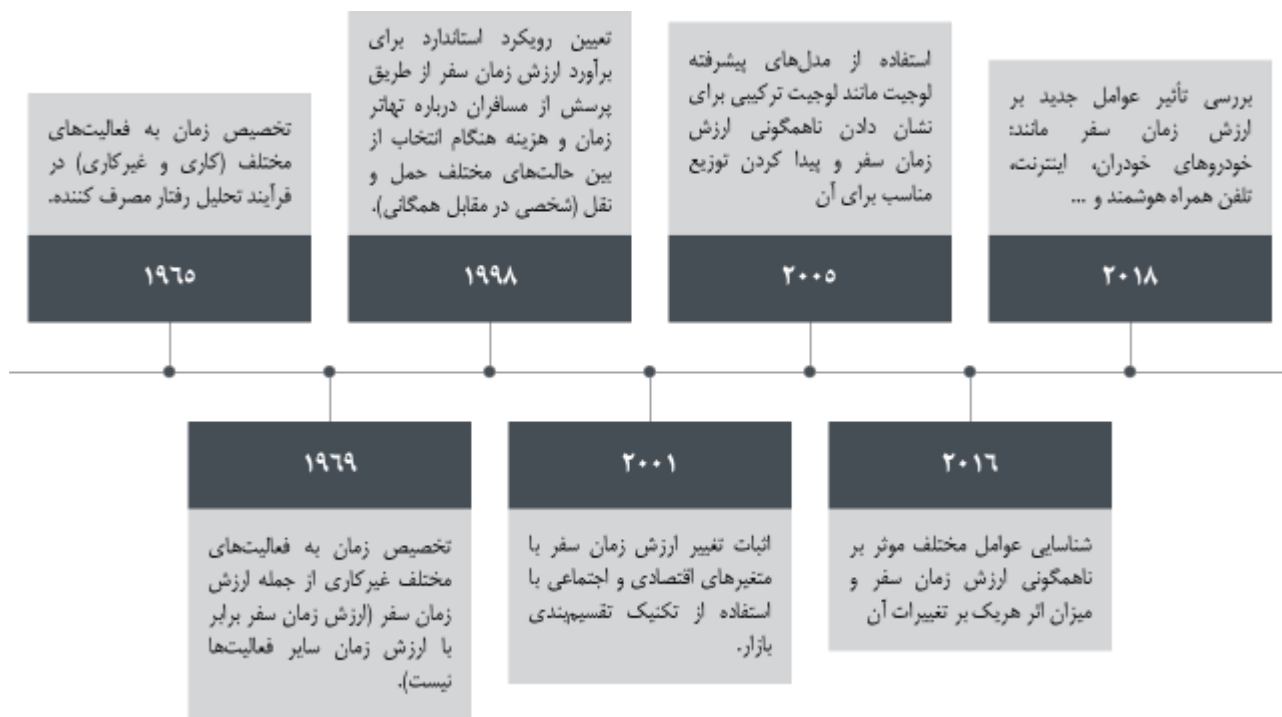 تخصیص زمان به فعالیت‌های
مختلف (کاری و غیرکاری) در
فرآیند تحلیل رفتار مصرف کننده.
۱۹۶۵
۱۹۶۹
تخصیص زمان به فعالیت‌های
مختلف غیرکاری از جمله ارزش
زمان سفر (ارزش زمان سفر برابر
با ارزش زمان سایر فعالیت‌ها
نیست).
تعیین رویکرد استاندارد برای
برآورد ارزش زمان سفر از طریق
پرسش از مسافران درباره تهاتر
زمان و هزینه هنگام انتخاب از
بین حالت‌های مختلف حمل و
نقل (شخصی در مقابل همگانی).
۱۹۹۸
۲۰۰۱
اثبات تغییر ارزش زمان سفر با
متغیرهای اقتصادی و اجتماعی با
استفاده از تکنیک تقسیم‌بندی
بازار.
استفاده از مدل‌های پیشرفته
لوجیت مانند لوجیت ترکیبی برای
نشان دادن ناهمگونی ارزش
زمان سفر و پیدا کردن توزیع
مناسب برای آن
۲۰۰۵
۲۰۱۶
شناسایی عوامل مختلف موثر بر
ناهمگونی ارزش زمان سفر و
میزان اثر هریک بر تغییرات آن
بررسی تأثیر عوامل جدید بر
ارزش زمان سفر مانند:
خودروهای خودران، اینترنت،
تلفن همراه هوشمند و ...
۲۰۱۸